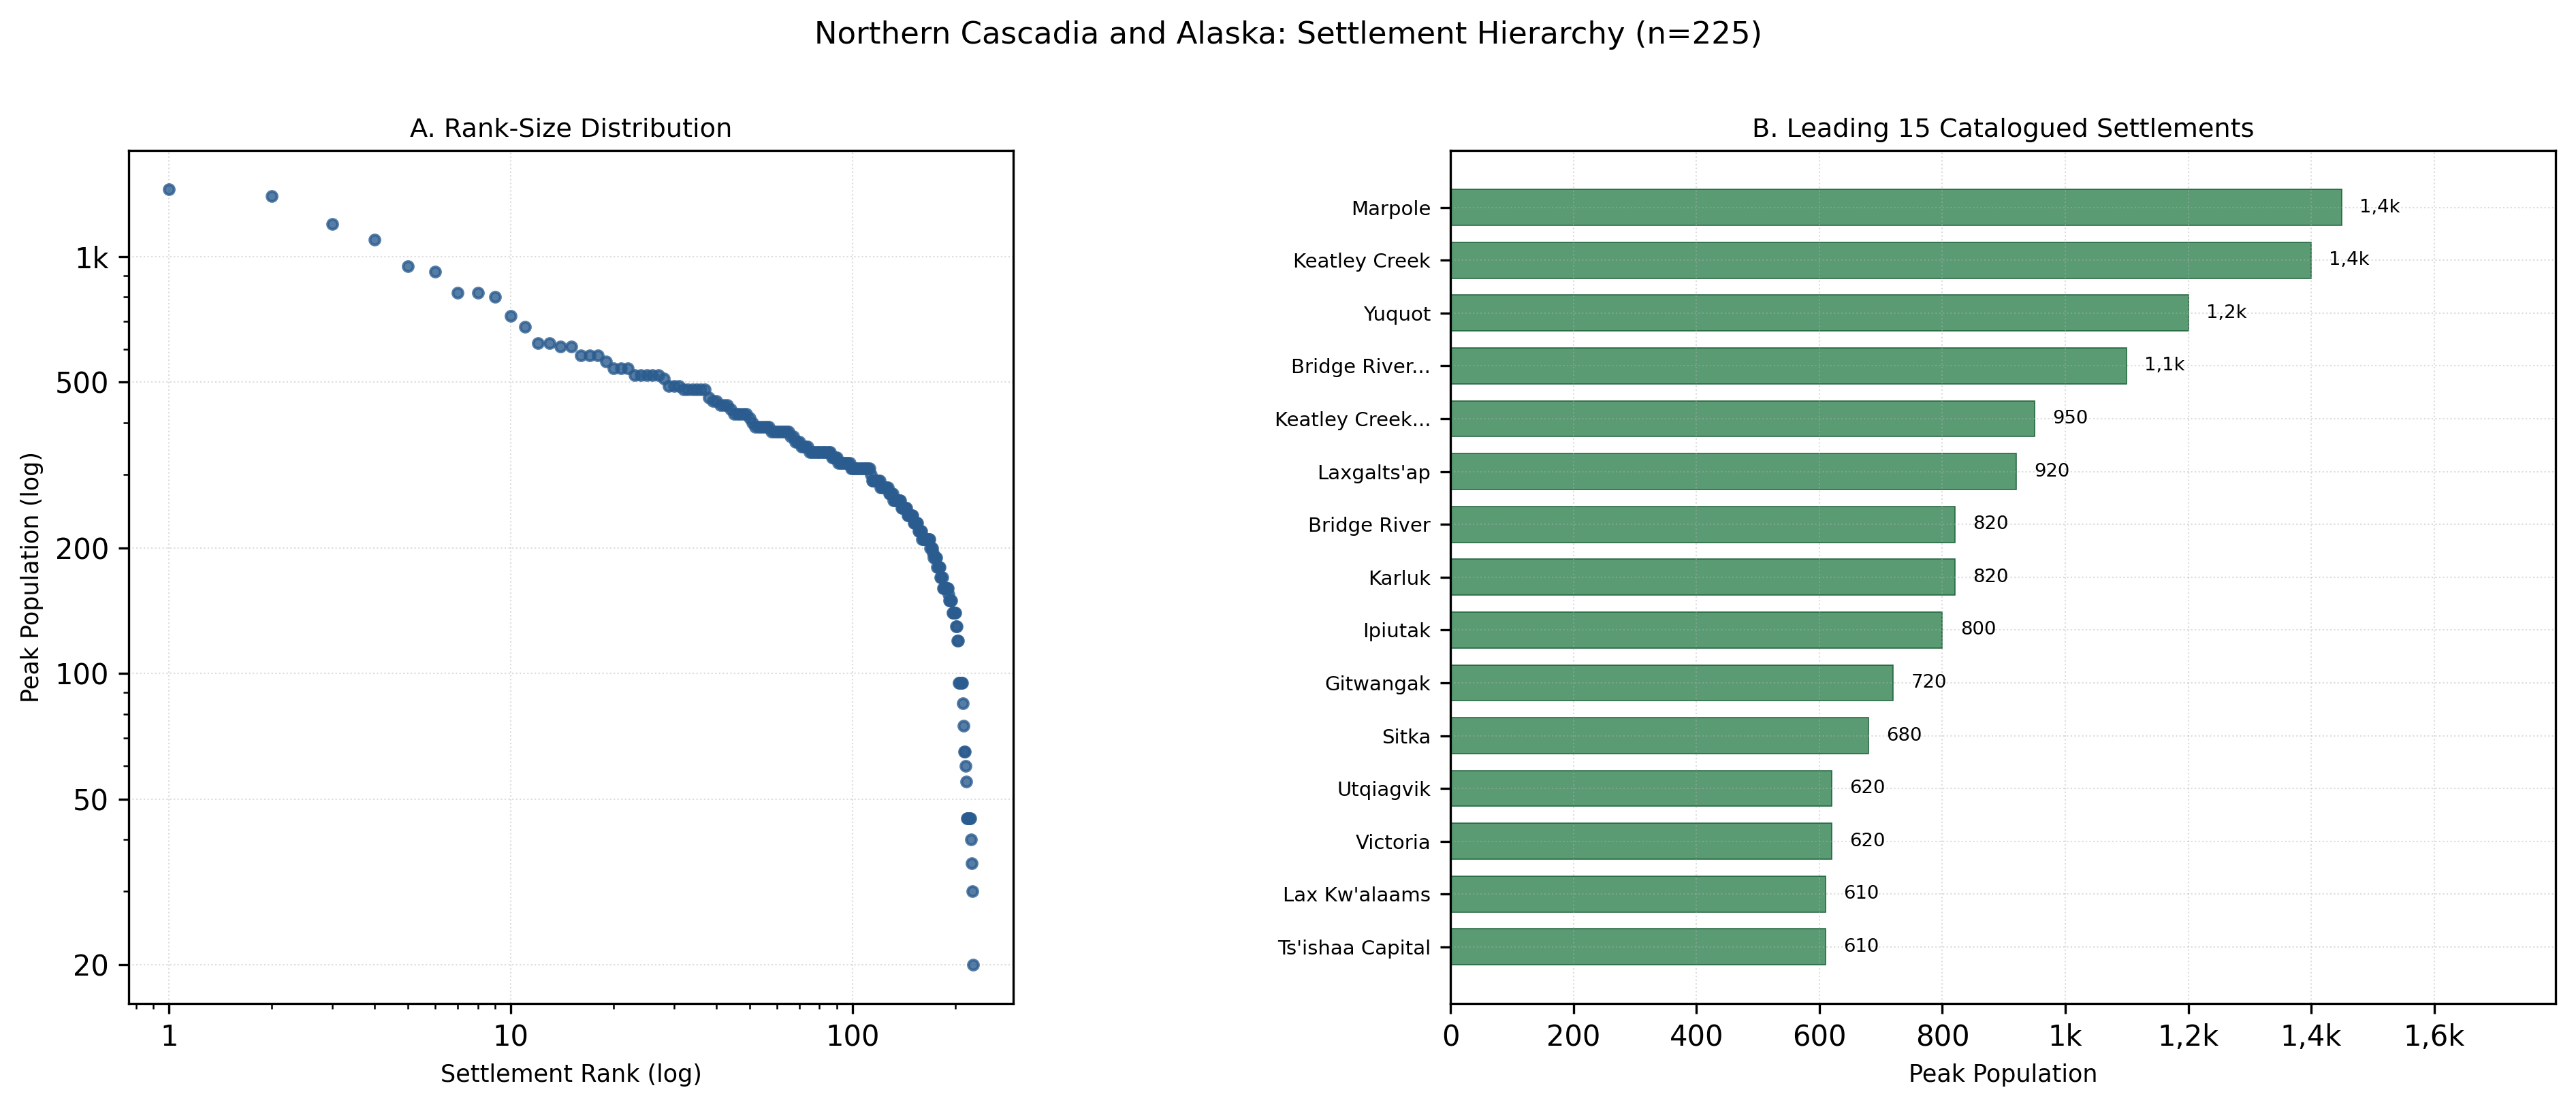 Northern Cascadia and Alaska: Settlement Hierarchy (n=225)
A. Rank-Size Distribution
Peak Population (log)
1k
500
200
100
50
20
1
10
100
Settlement Rank (log)
B. Leading 15 Catalogued Settlements
Marpole 1,4k
Keatley Creek 1,4k
Yuquot 1,2k
Bridge River... 1,1k
Keatley Creek... 950
Laxgalts'ap 920
Bridge River 820
Karluk 820
Ipiutak 800
Gitwangak 720
Sitka 680
Utqiagvik 620
Victoria 620
Lax Kw'alaams 610
Ts'ishaa Capital 610
0 200 400 600 800 1k 1,2k 1,4k 1,6k
Peak Population